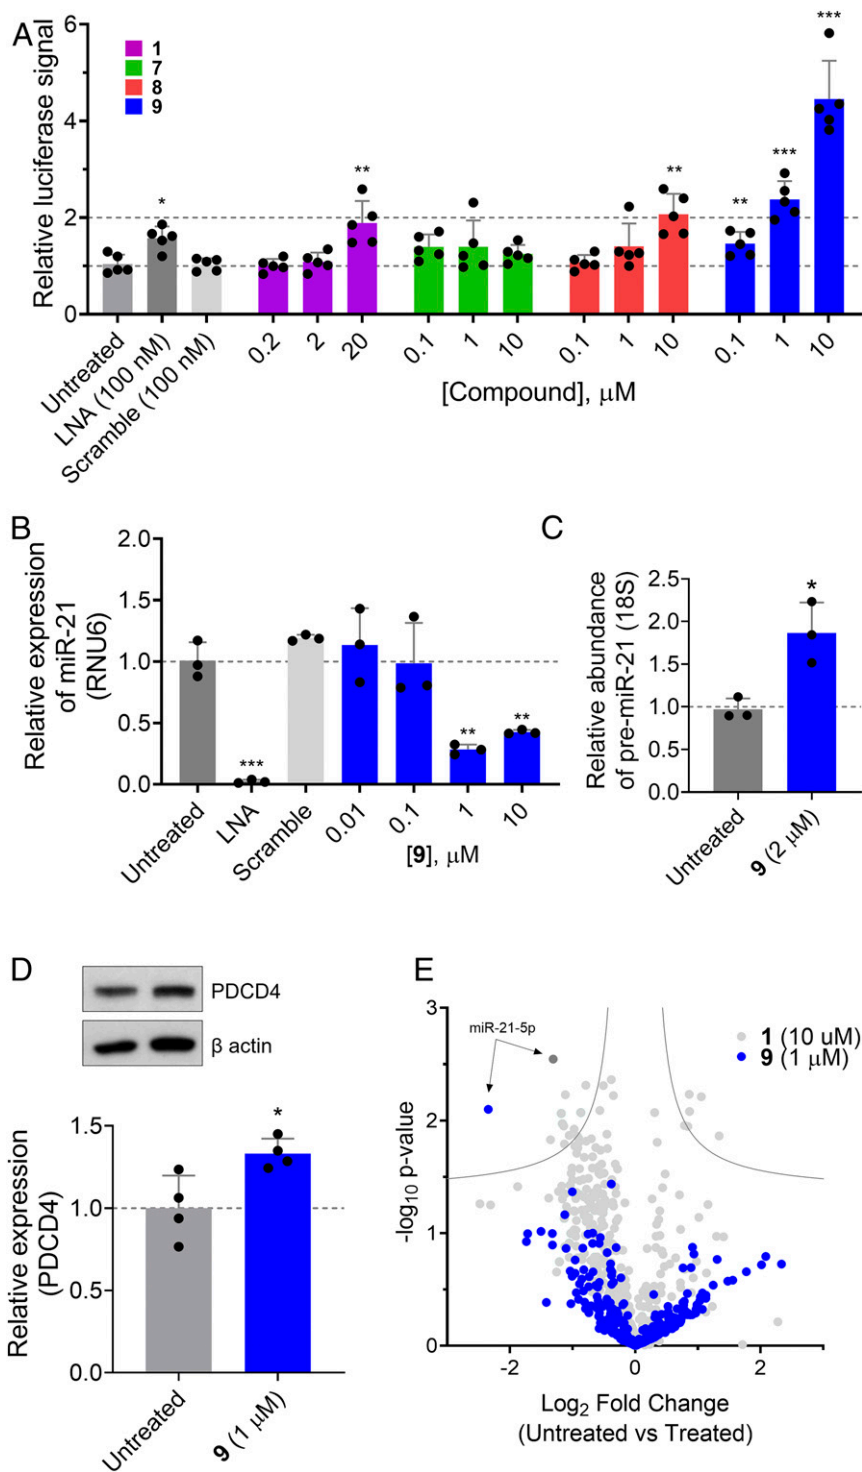 A
Relative luciferase signal
6
4
2
0
1
7
8
9
*
**
**
**
***
***
Untreated
LNA (100 nM)
Scramble (100 nM)
0.2
2
20
0.1
1
10
0.1
1
10
0.1
1
10
[Compound], μM
B
Relative expression
of miR-21
(RNU6)
2.0
1.5
1.0
0.5
0.0
***
**
**
Untreated
LNA
Scramble
0.01
0.1
1
10
[9], μM
C
Relative abundance
of pre-miR-21 (18S)
2.5
2.0
1.5
1.0
0.5
0.0
*
Untreated
9 (2 μM)
D
PDCD4
β actin
Relative expression
(PDCD4)
1.5
1.0
0.5
0.0
*
Untreated
9 (1 μM)
E
-log10 p-value
3
2
1
0
miR-21-5p
1 (10 uM)
9 (1 μM)
-2
0
2
Log2 Fold Change
(Untreated vs Treated)